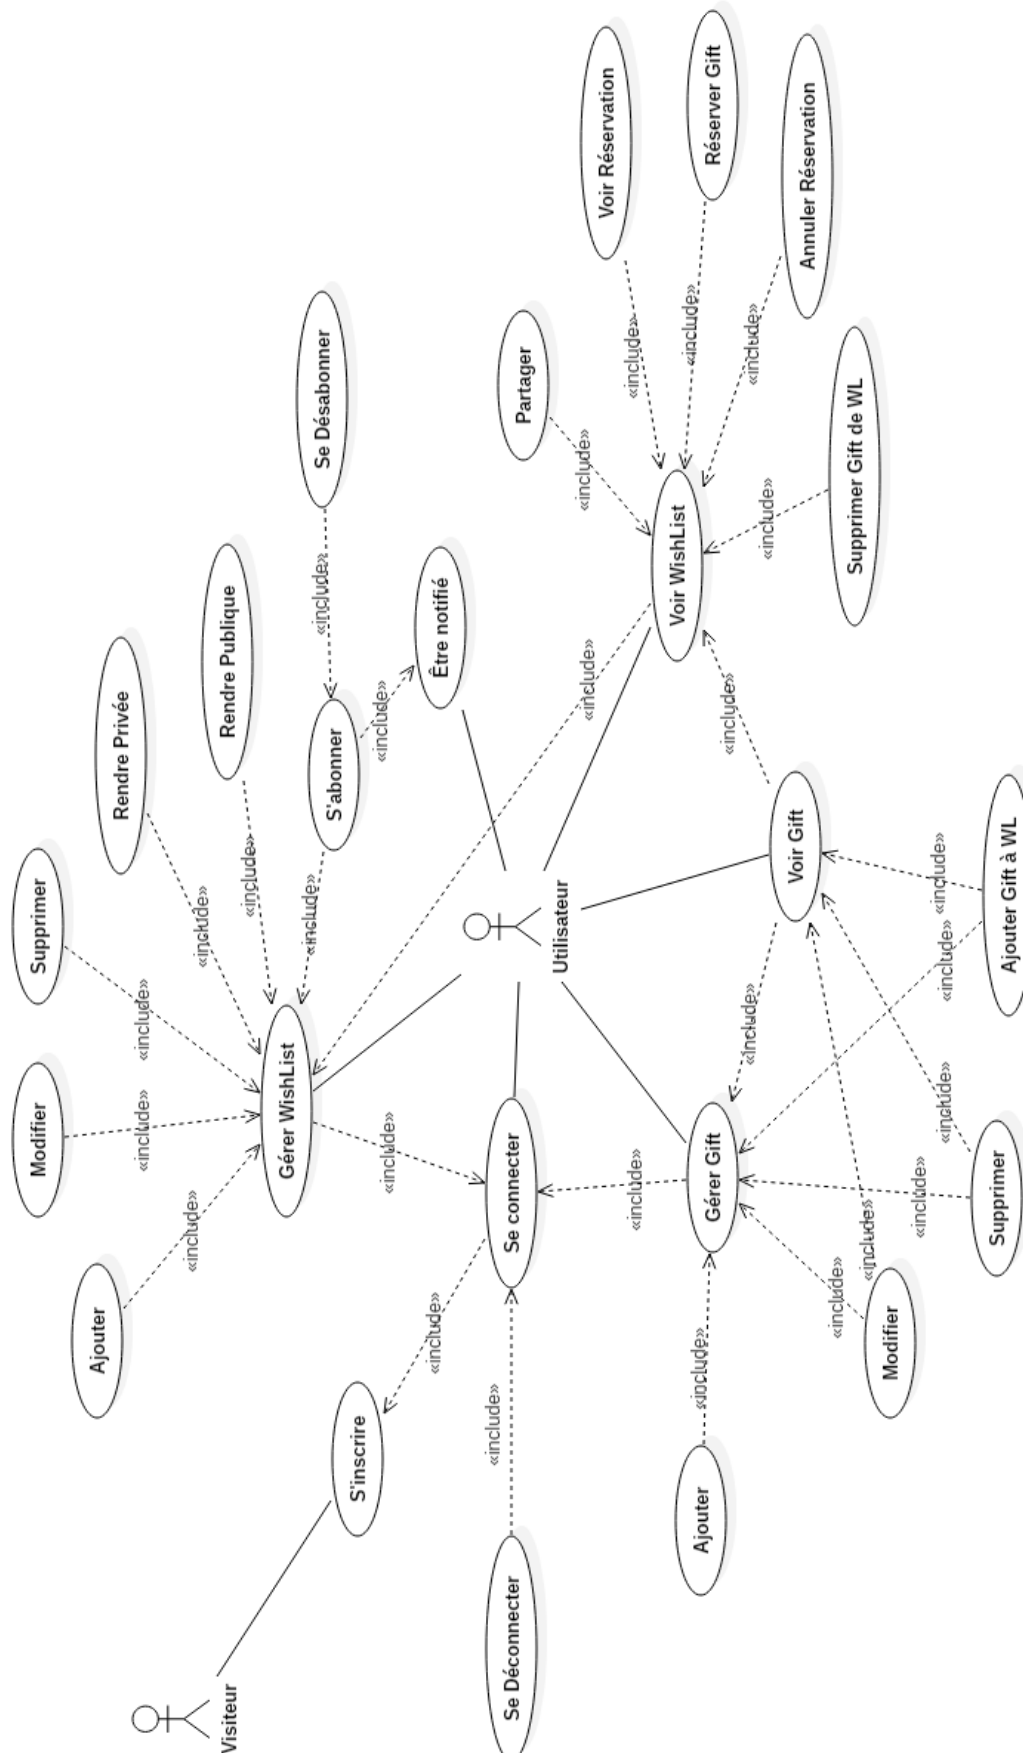 Modifier
Supprimer
Ajouter
Rendre Privée
«include»
«include»
«include»
«include»
Visiteur
Rendre Publique
«include»
Gérer WishList
«include»
«include»
Se Désabonner
S'abonner
S'inscrire
«include»
«include»
«include»
Être notifié
«include»
Se Déconnecter
Se connecter
Partager
Utilisateur
«include»
«include»
Voir Réservation
«include»
«include»
Voir WishList
«include»
«include»
Ajouter
Gérer Gift
Réserver Gift
«include»
«include»
«include»
«include»
Voir Gift
Annuler Réservation
«include»
Supprimer Gift de WL
«include»
Modifier
«include»
«include»
«include»
«include»
Supprimer
Ajouter Gift à WL